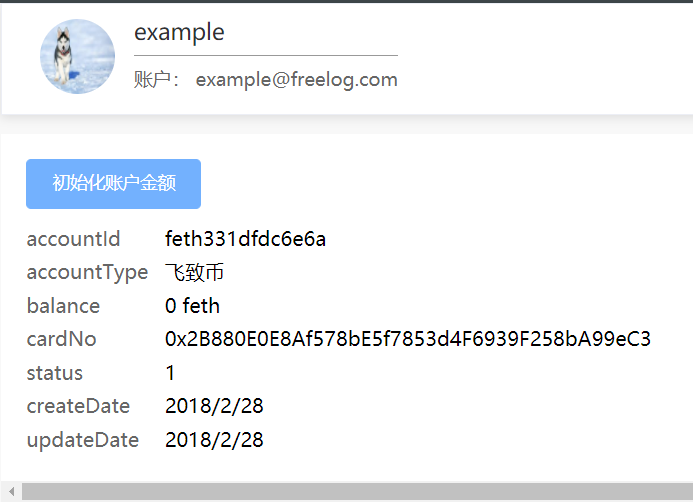 example
账户： example@freelog.com
初始化账户金额
accountId feth331dfdc6e6a
accountType 飞致币
balance 0 feth
cardNo 0x2B880E0E8Af578bE5f7853d4F6939F258bA99eC3
status 1
createDate 2018/2/28
updateDate 2018/2/28